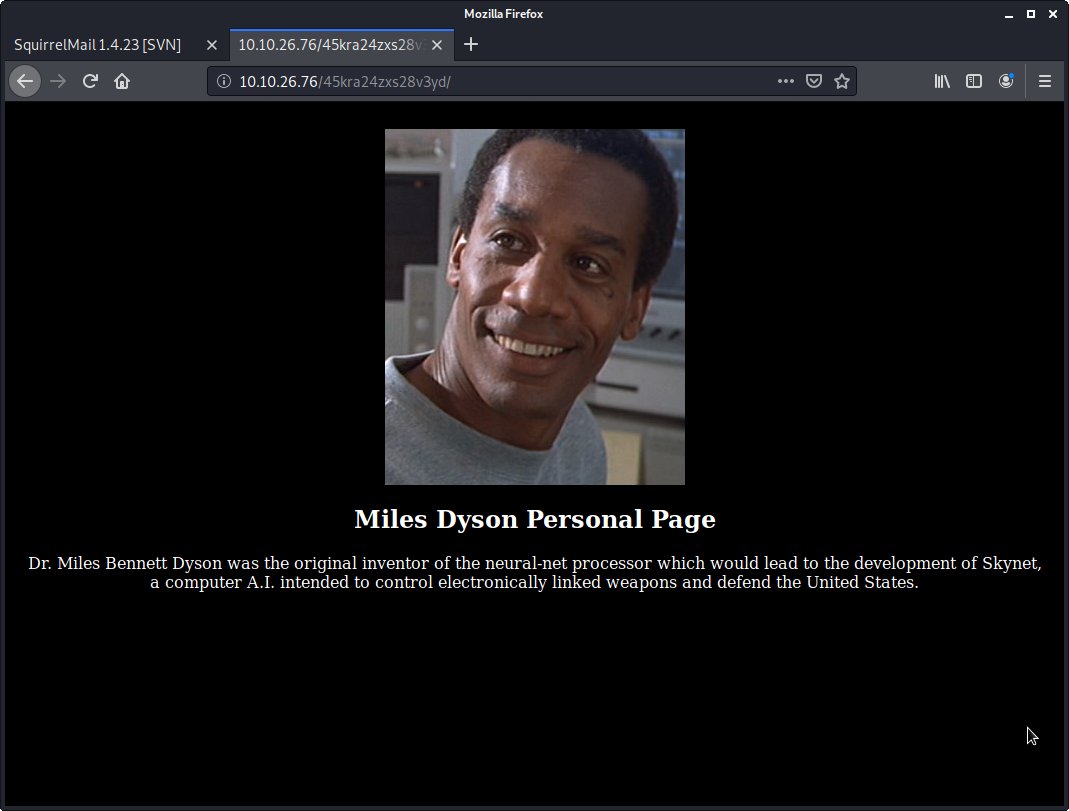 Mozilla Firefox
SquirrelMail 1.4.23 [SVN]
10.10.26.76/45kra24zxs28v
10.10.26.76/45kra24zxs28v3yd/
Miles Dyson Personal Page
Dr. Miles Bennett Dyson was the original inventor of the neural-net processor which would lead to the development of Skynet,
a computer A.I. intended to control electronically linked weapons and defend the United States.